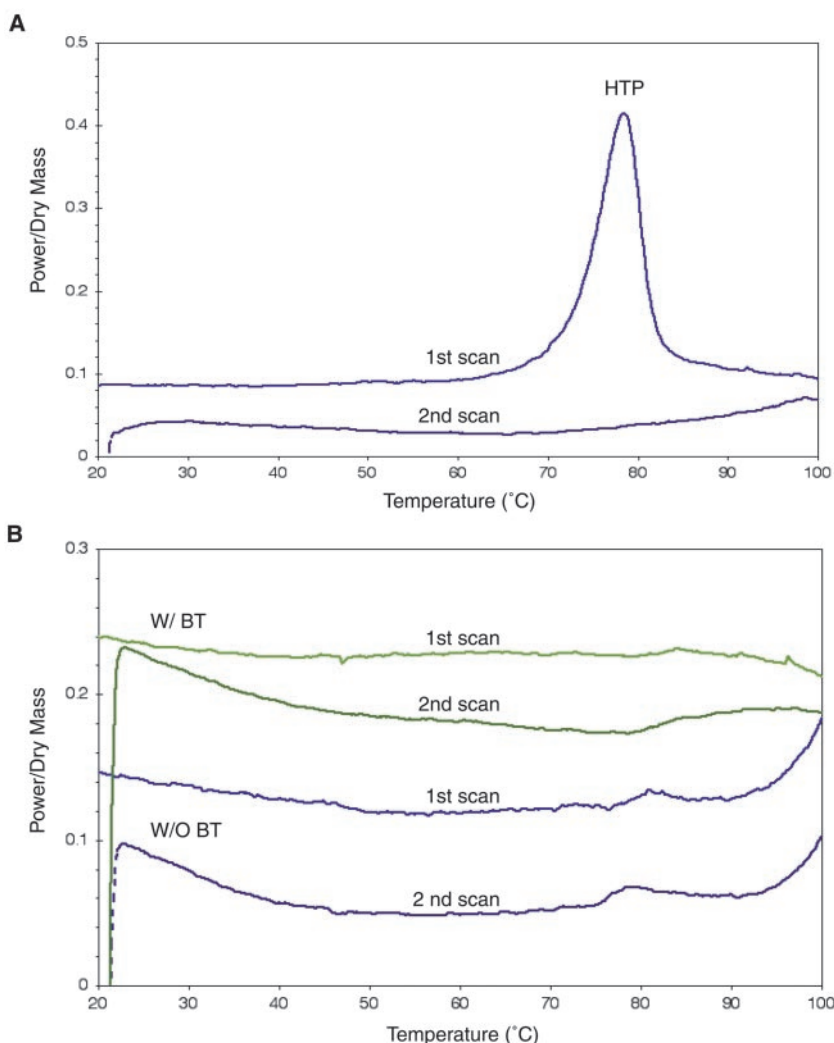 A
0.5
HTP
0.4
0.3
Power/Dry Mass
0.2
1st scan
0.1
2nd scan
0
20 30 40 50 60 70 80 90 100
Temperature (˚C)
B
0.3
W/ BT
1st scan
0.2
2nd scan
Power/Dry Mass
1st scan
W/O BT
0.1
2 nd scan
0
20 30 40 50 60 70 80 90 100
Temperature (˚C)